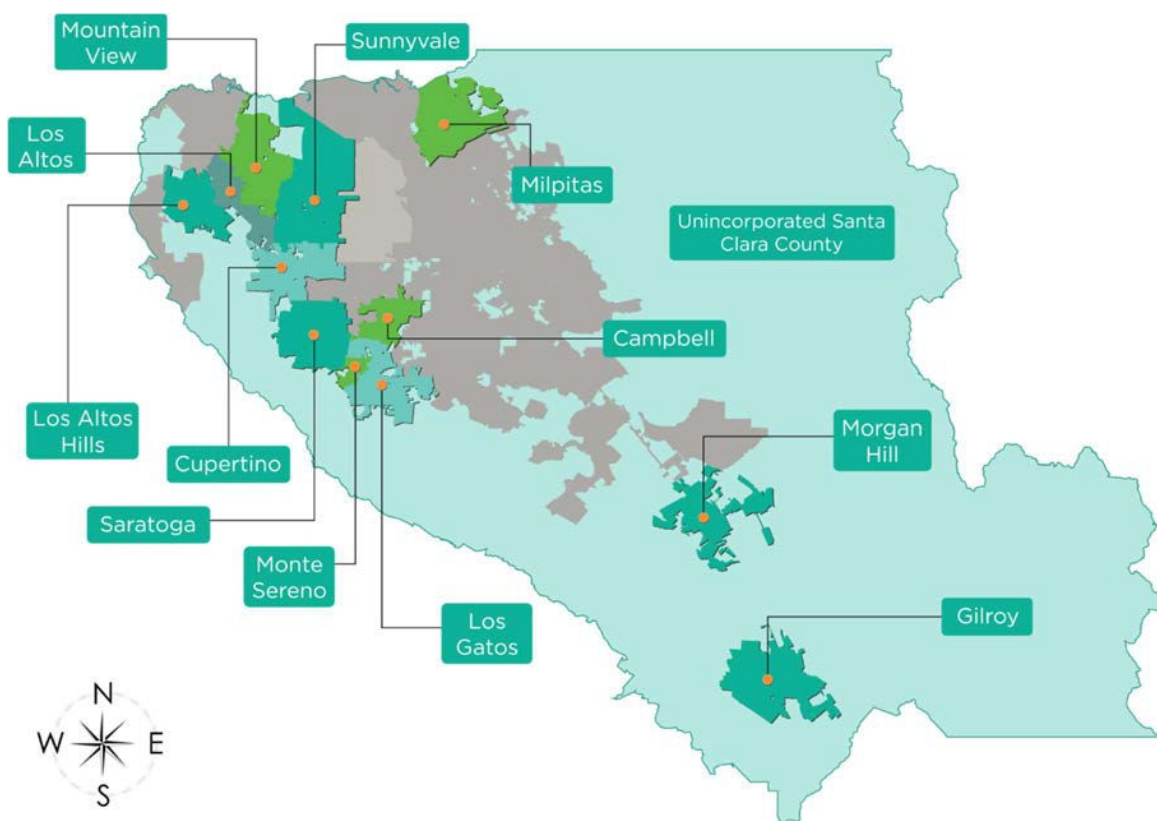 Mountain
View
Sunnyvale
Los
Altos
Milpitas
Unincorporated Santa
Clara County
Campbell
Los Altos
Hills
Cupertino
Morgan
Hill
Saratoga
Monte
Sereno
Los
Gatos
Gilroy
N
W E
S